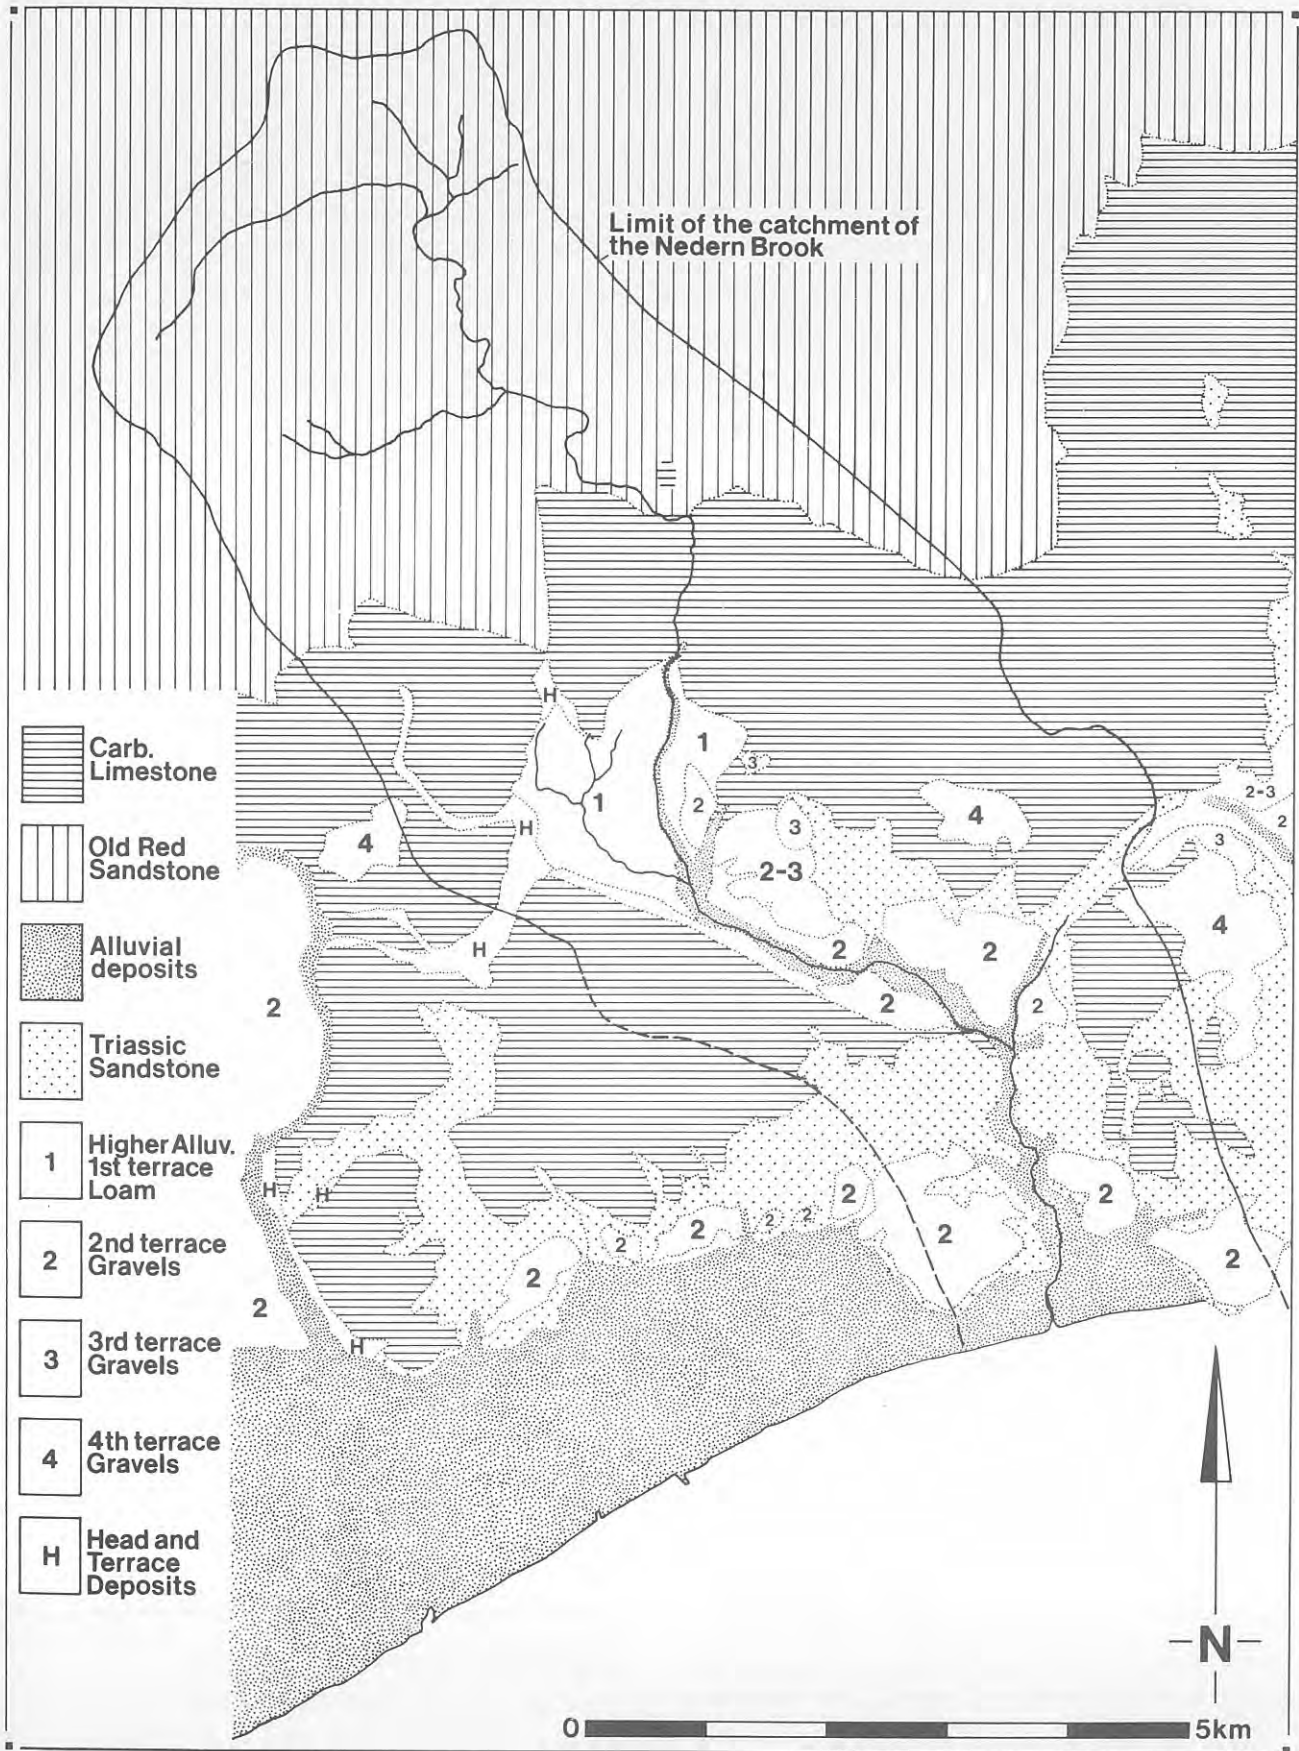 Limit of the catchment of
the Nedern Brook
H
1
3
1
2
H
4
3
4
2-3
2
3
2-3
4
2
2
H
2
2
2
2
H
H
2
2
2
2
2
2
2
2
2
2
2
H
Carb.
Limestone
Old Red
Sandstone
Alluvial
deposits
Triassic
Sandstone
1
Higher Alluv.
1st terrace
Loam
2
2nd terrace
Gravels
3
3rd terrace
Gravels
4
4th terrace
Gravels
H
Head and
Terrace
Deposits
N
0
5km